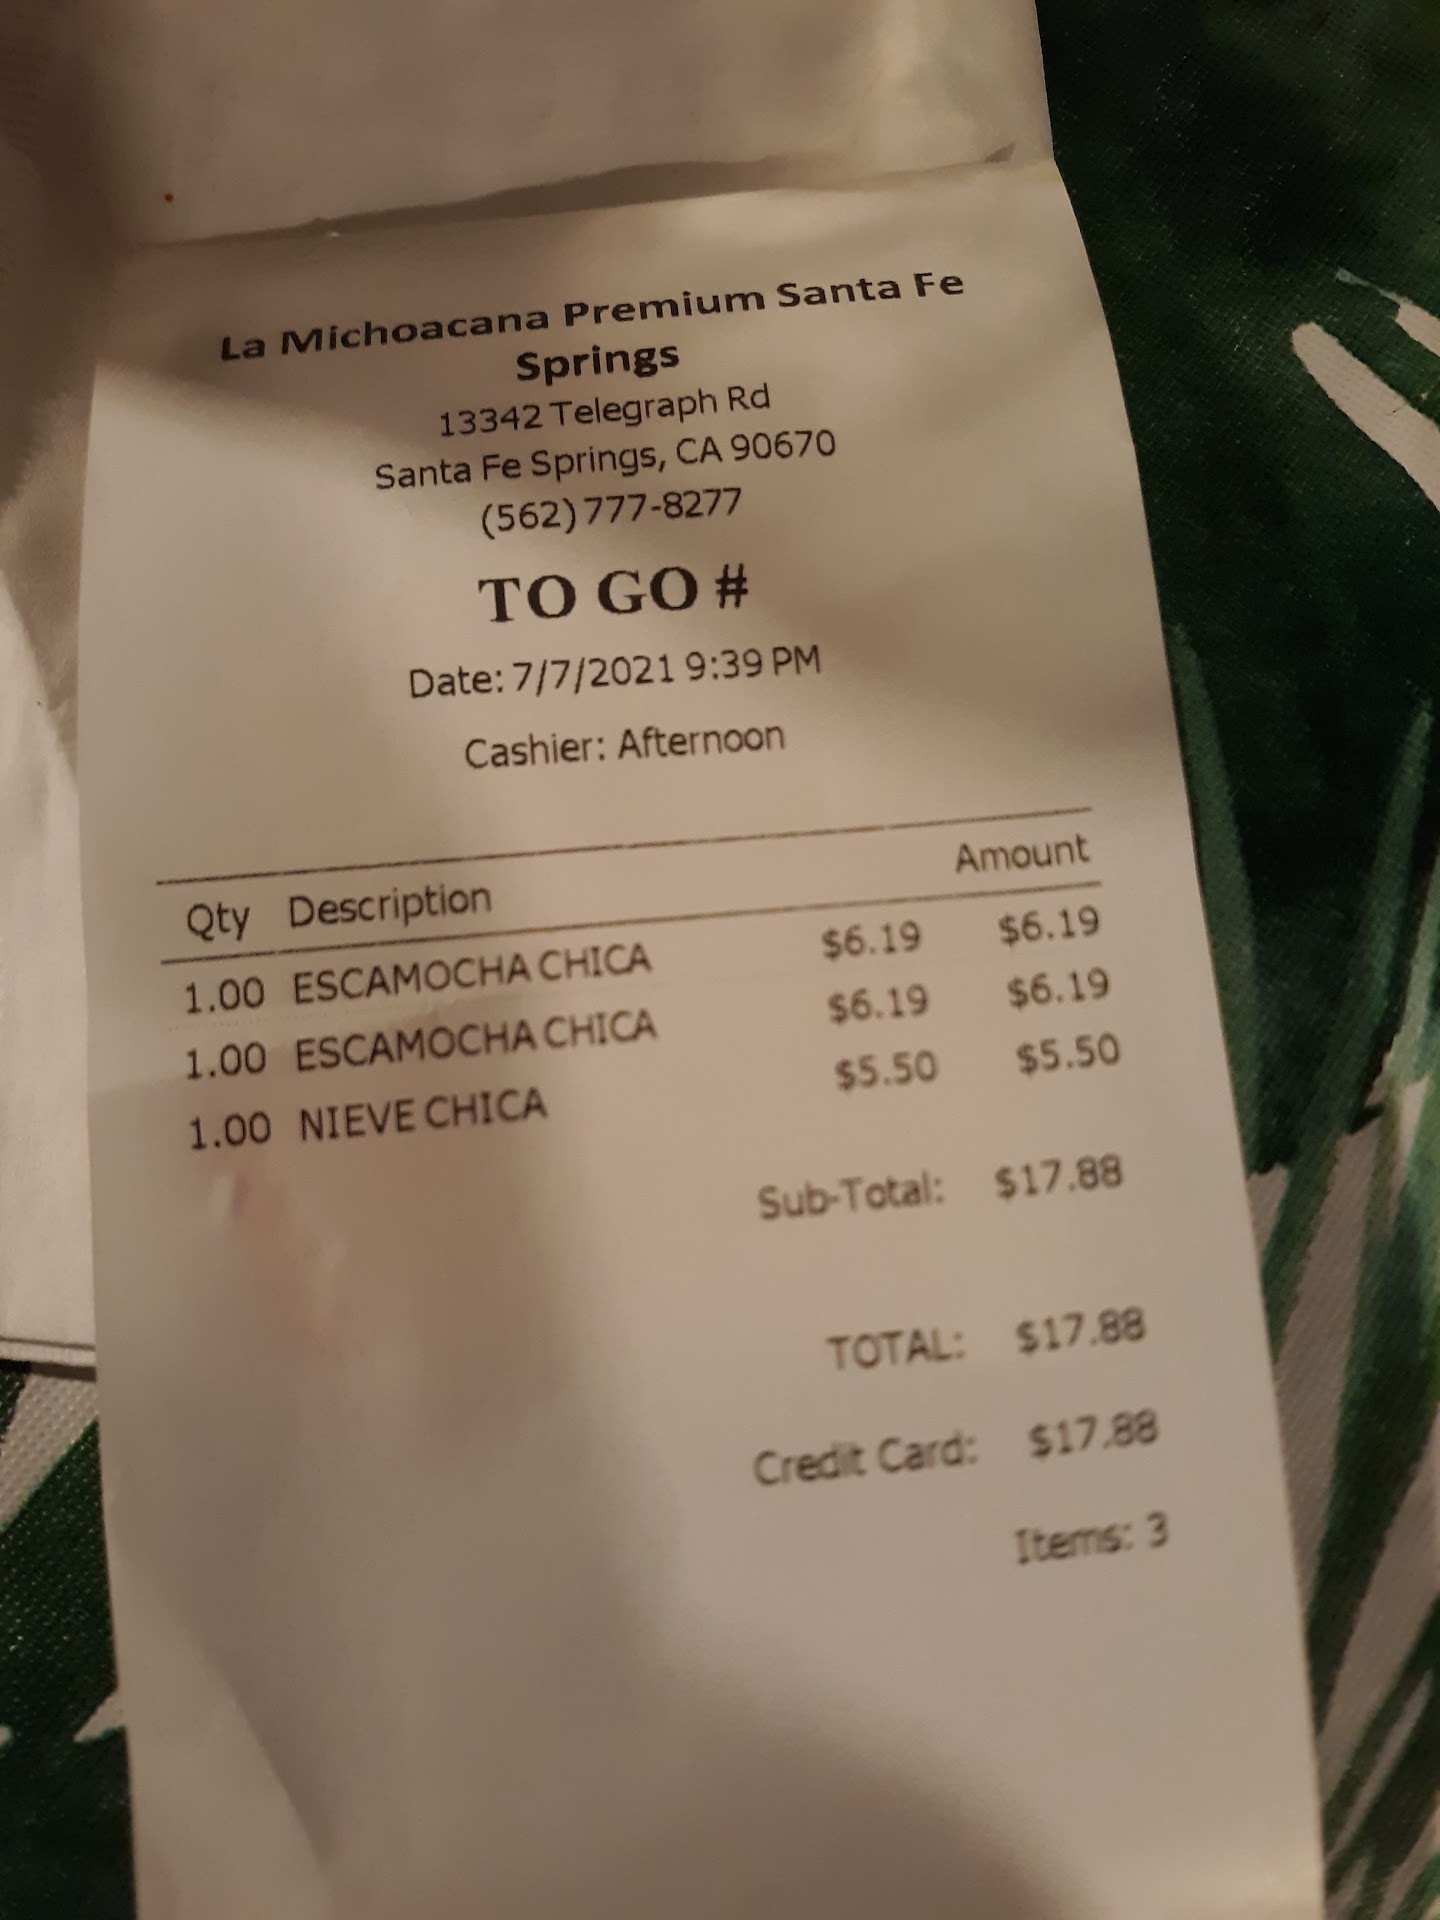 La Michoacana Premium Santa Fe
Springs
13342 Telegraph Rd
Santa Fe Springs, CA 90670
(562) 777-8277
TO GO #
Date: 7/7/2021 9:39 PM
Cashier: Afternoon
Qty Description Amount
1.00 ESCAMOCHA CHICA $6.19 $6.19
1.00 ESCAMOCHA CHICA $6.19 $6.19
1.00 NIEVE CHICA $5.50 $5.50
Sub-Total: $17.88
TOTAL: $17.88
Credit Card: $17.88
Items: 3